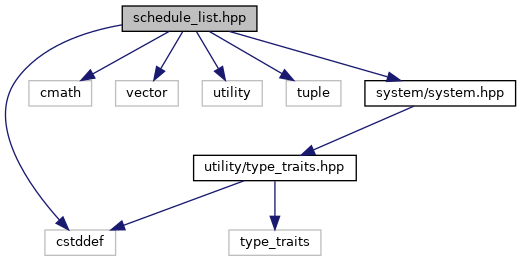 schedule_list.hpp
cmath
vector
utility
tuple
system/system.hpp
utility/type_traits.hpp
cstddef
type_traits